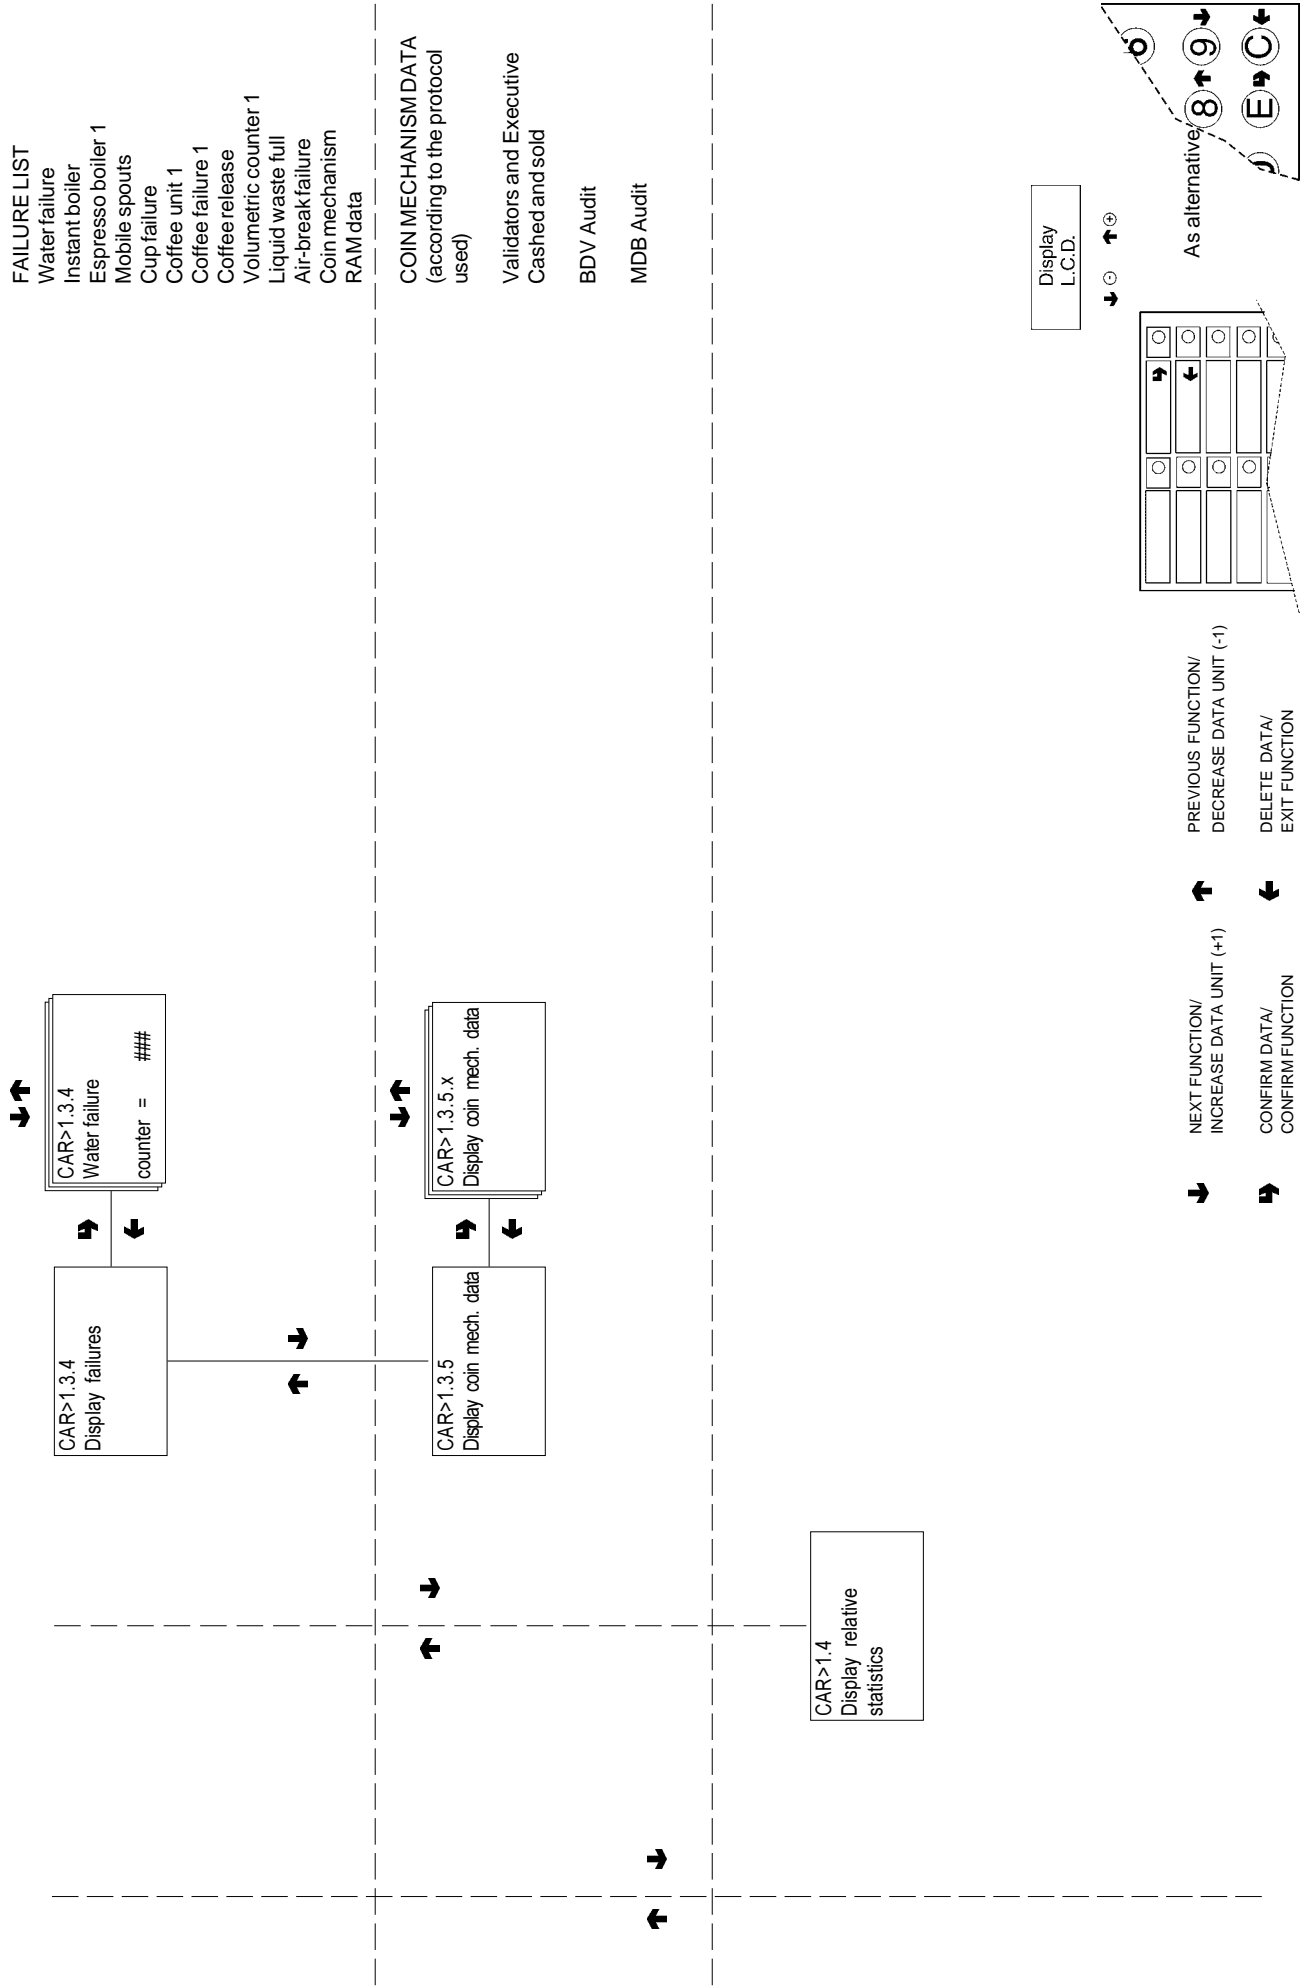 CAR>1.3.4
Display failures
CAR>1.3.4
Water failure
counter = ###
FAILURE LIST
Water failure
Instant boiler
Espresso boiler 1
Mobile spouts
Cup failure
Coffee unit 1
Coffee failure 1
Coffee release
Volumetric counter 1
Liquid waste full
Air-break failure
Coin mechanism
RAM data
CAR>1.3.5
Display coin mech. data
CAR>1.3.5.x
Display coin mech. data
COIN MECHANISM DATA
(according to the protocol
used)
Validators and Executive
Cashed and sold
BDV Audit
MDB Audit
CAR>1.4
Display relative
statistics
NEXT FUNCTION/
INCREASE DATA UNIT (+1)
CONFIRM DATA/
CONFIRM FUNCTION
PREVIOUS FUNCTION/
DECREASE DATA UNIT (-1)
DELETE DATA/
EXIT FUNCTION
Display
L.C.D.
- +
As alternative
8 9
E C